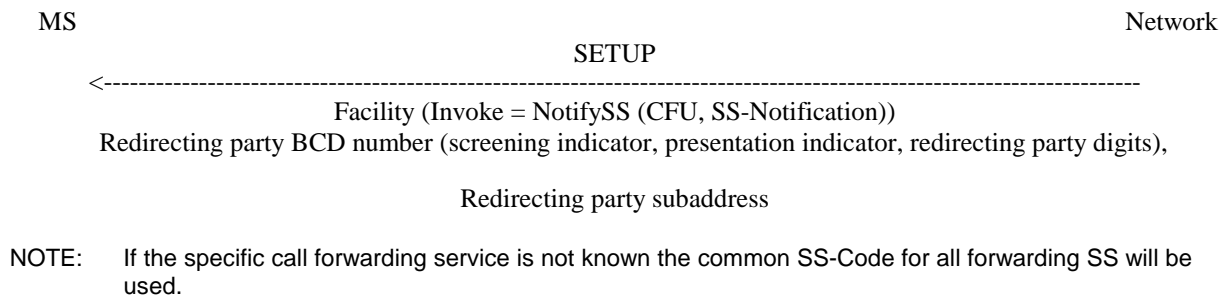 MS Network
SETUP
<------------------------------------------------------------------------------------------------------------------------
Facility (Invoke = NotifySS (CFU, SS-Notification))
Redirecting party BCD number (screening indicator, presentation indicator, redirecting party digits),
Redirecting party subaddress
NOTE: If the specific call forwarding service is not known the common SS-Code for all forwarding SS will be
used.